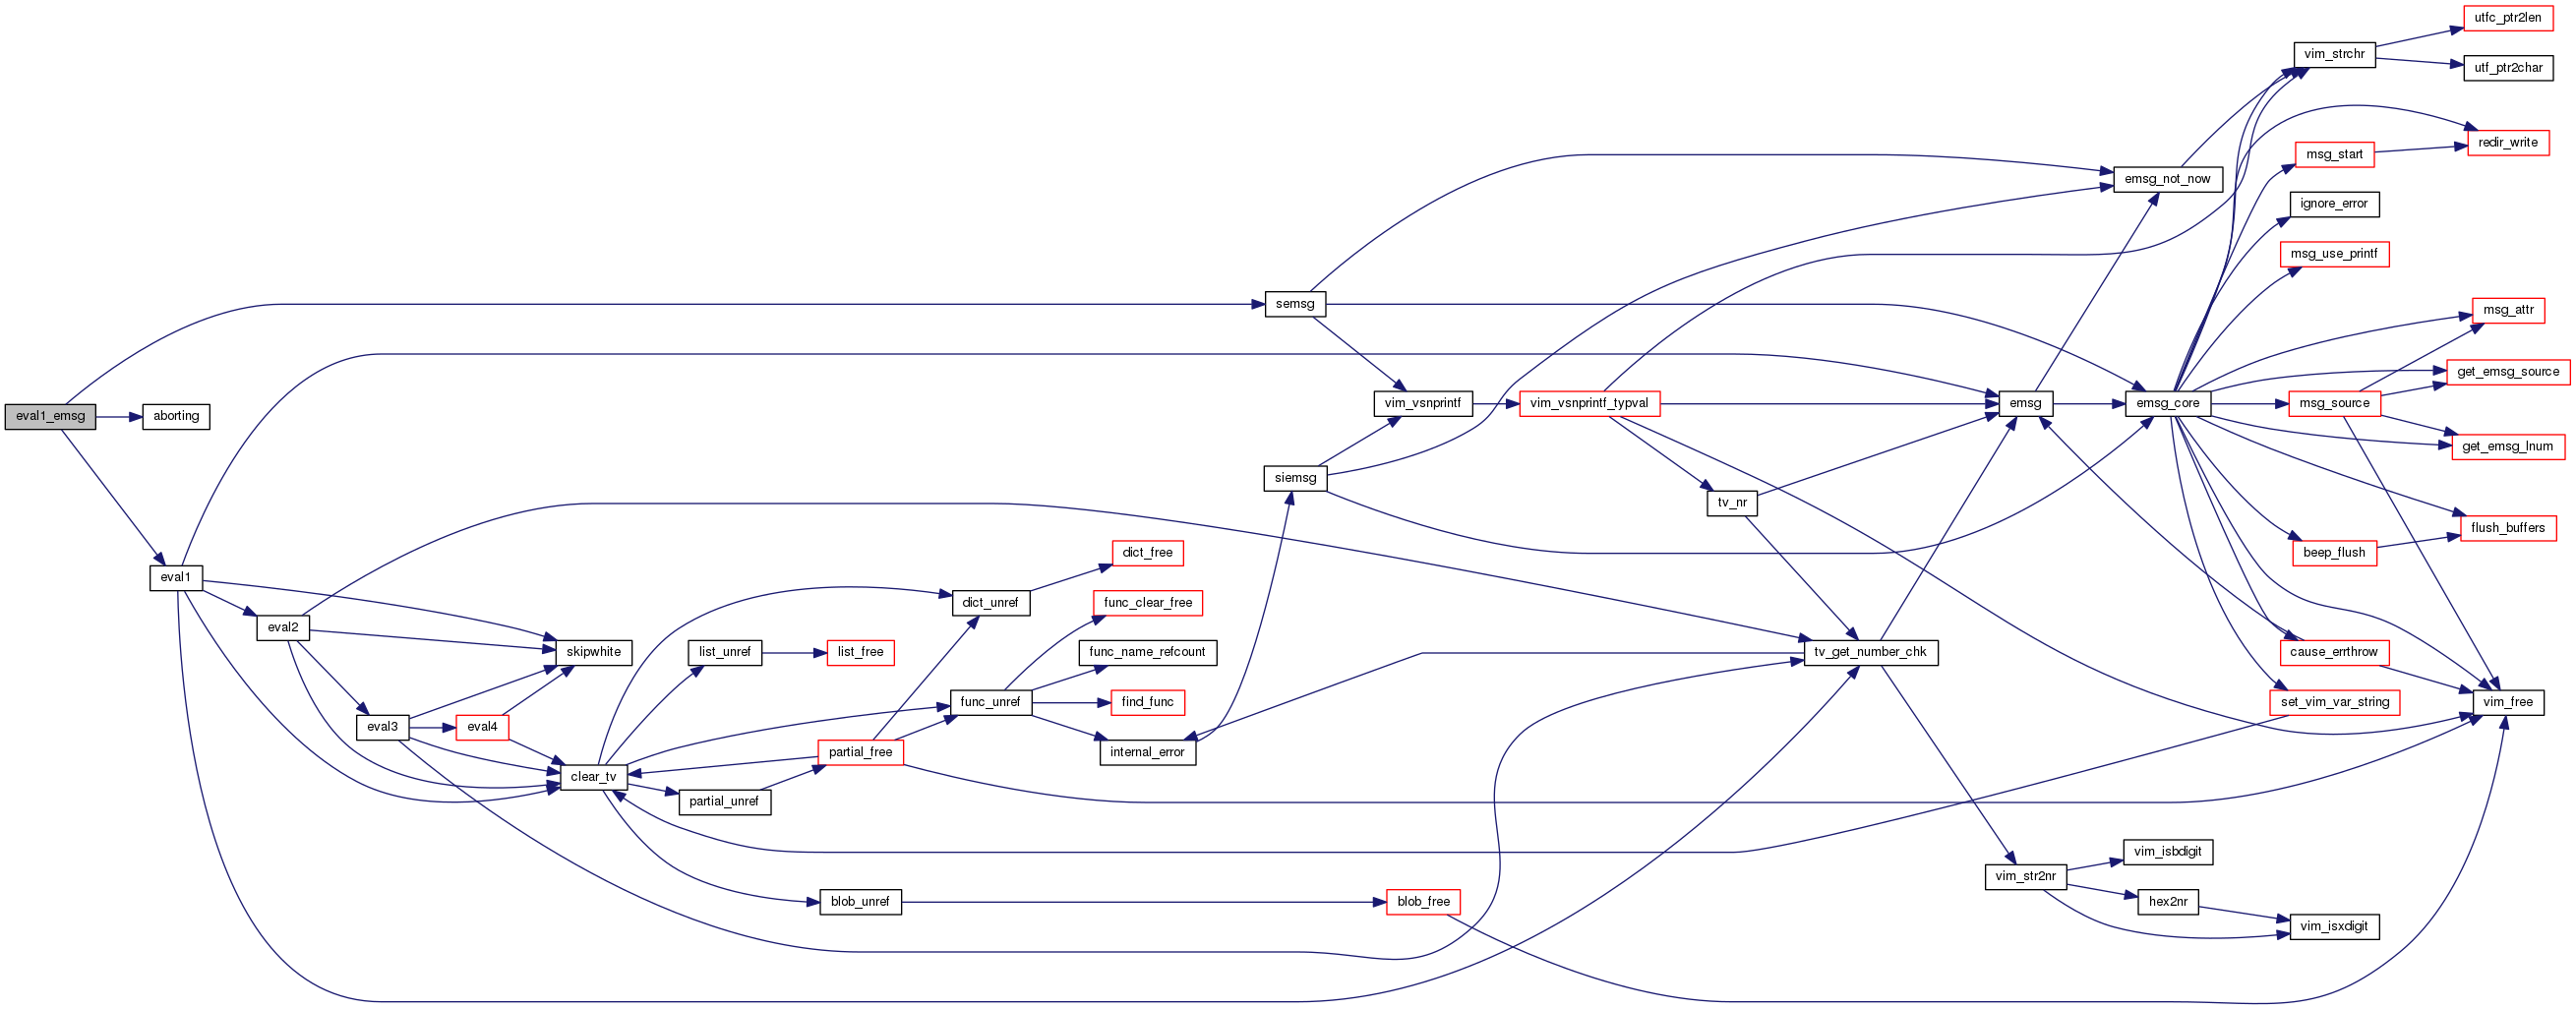 eval1_emsg
aborting
eval1
eval2
eval3
eval4
skipwhite
clear_tv
list_unref
list_free
partial_unref
partial_free
blob_unref
blob_free
dict_unref
dict_free
func_unref
func_clear_free
func_name_refcount
find_func
internal_error
semsg
siemsg
vim_vsnprintf
vim_vsnprintf_typval
tv_nr
tv_get_number_chk
emsg
emsg_not_now
emsg_core
vim_str2nr
vim_isbdigit
hex2nr
vim_isxdigit
vim_strchr
utfc_ptr2len
utf_ptr2char
redir_write
msg_start
ignore_error
msg_use_printf
msg_attr
get_emsg_source
msg_source
get_emsg_lnum
flush_buffers
beep_flush
cause_errthrow
set_vim_var_string
vim_free